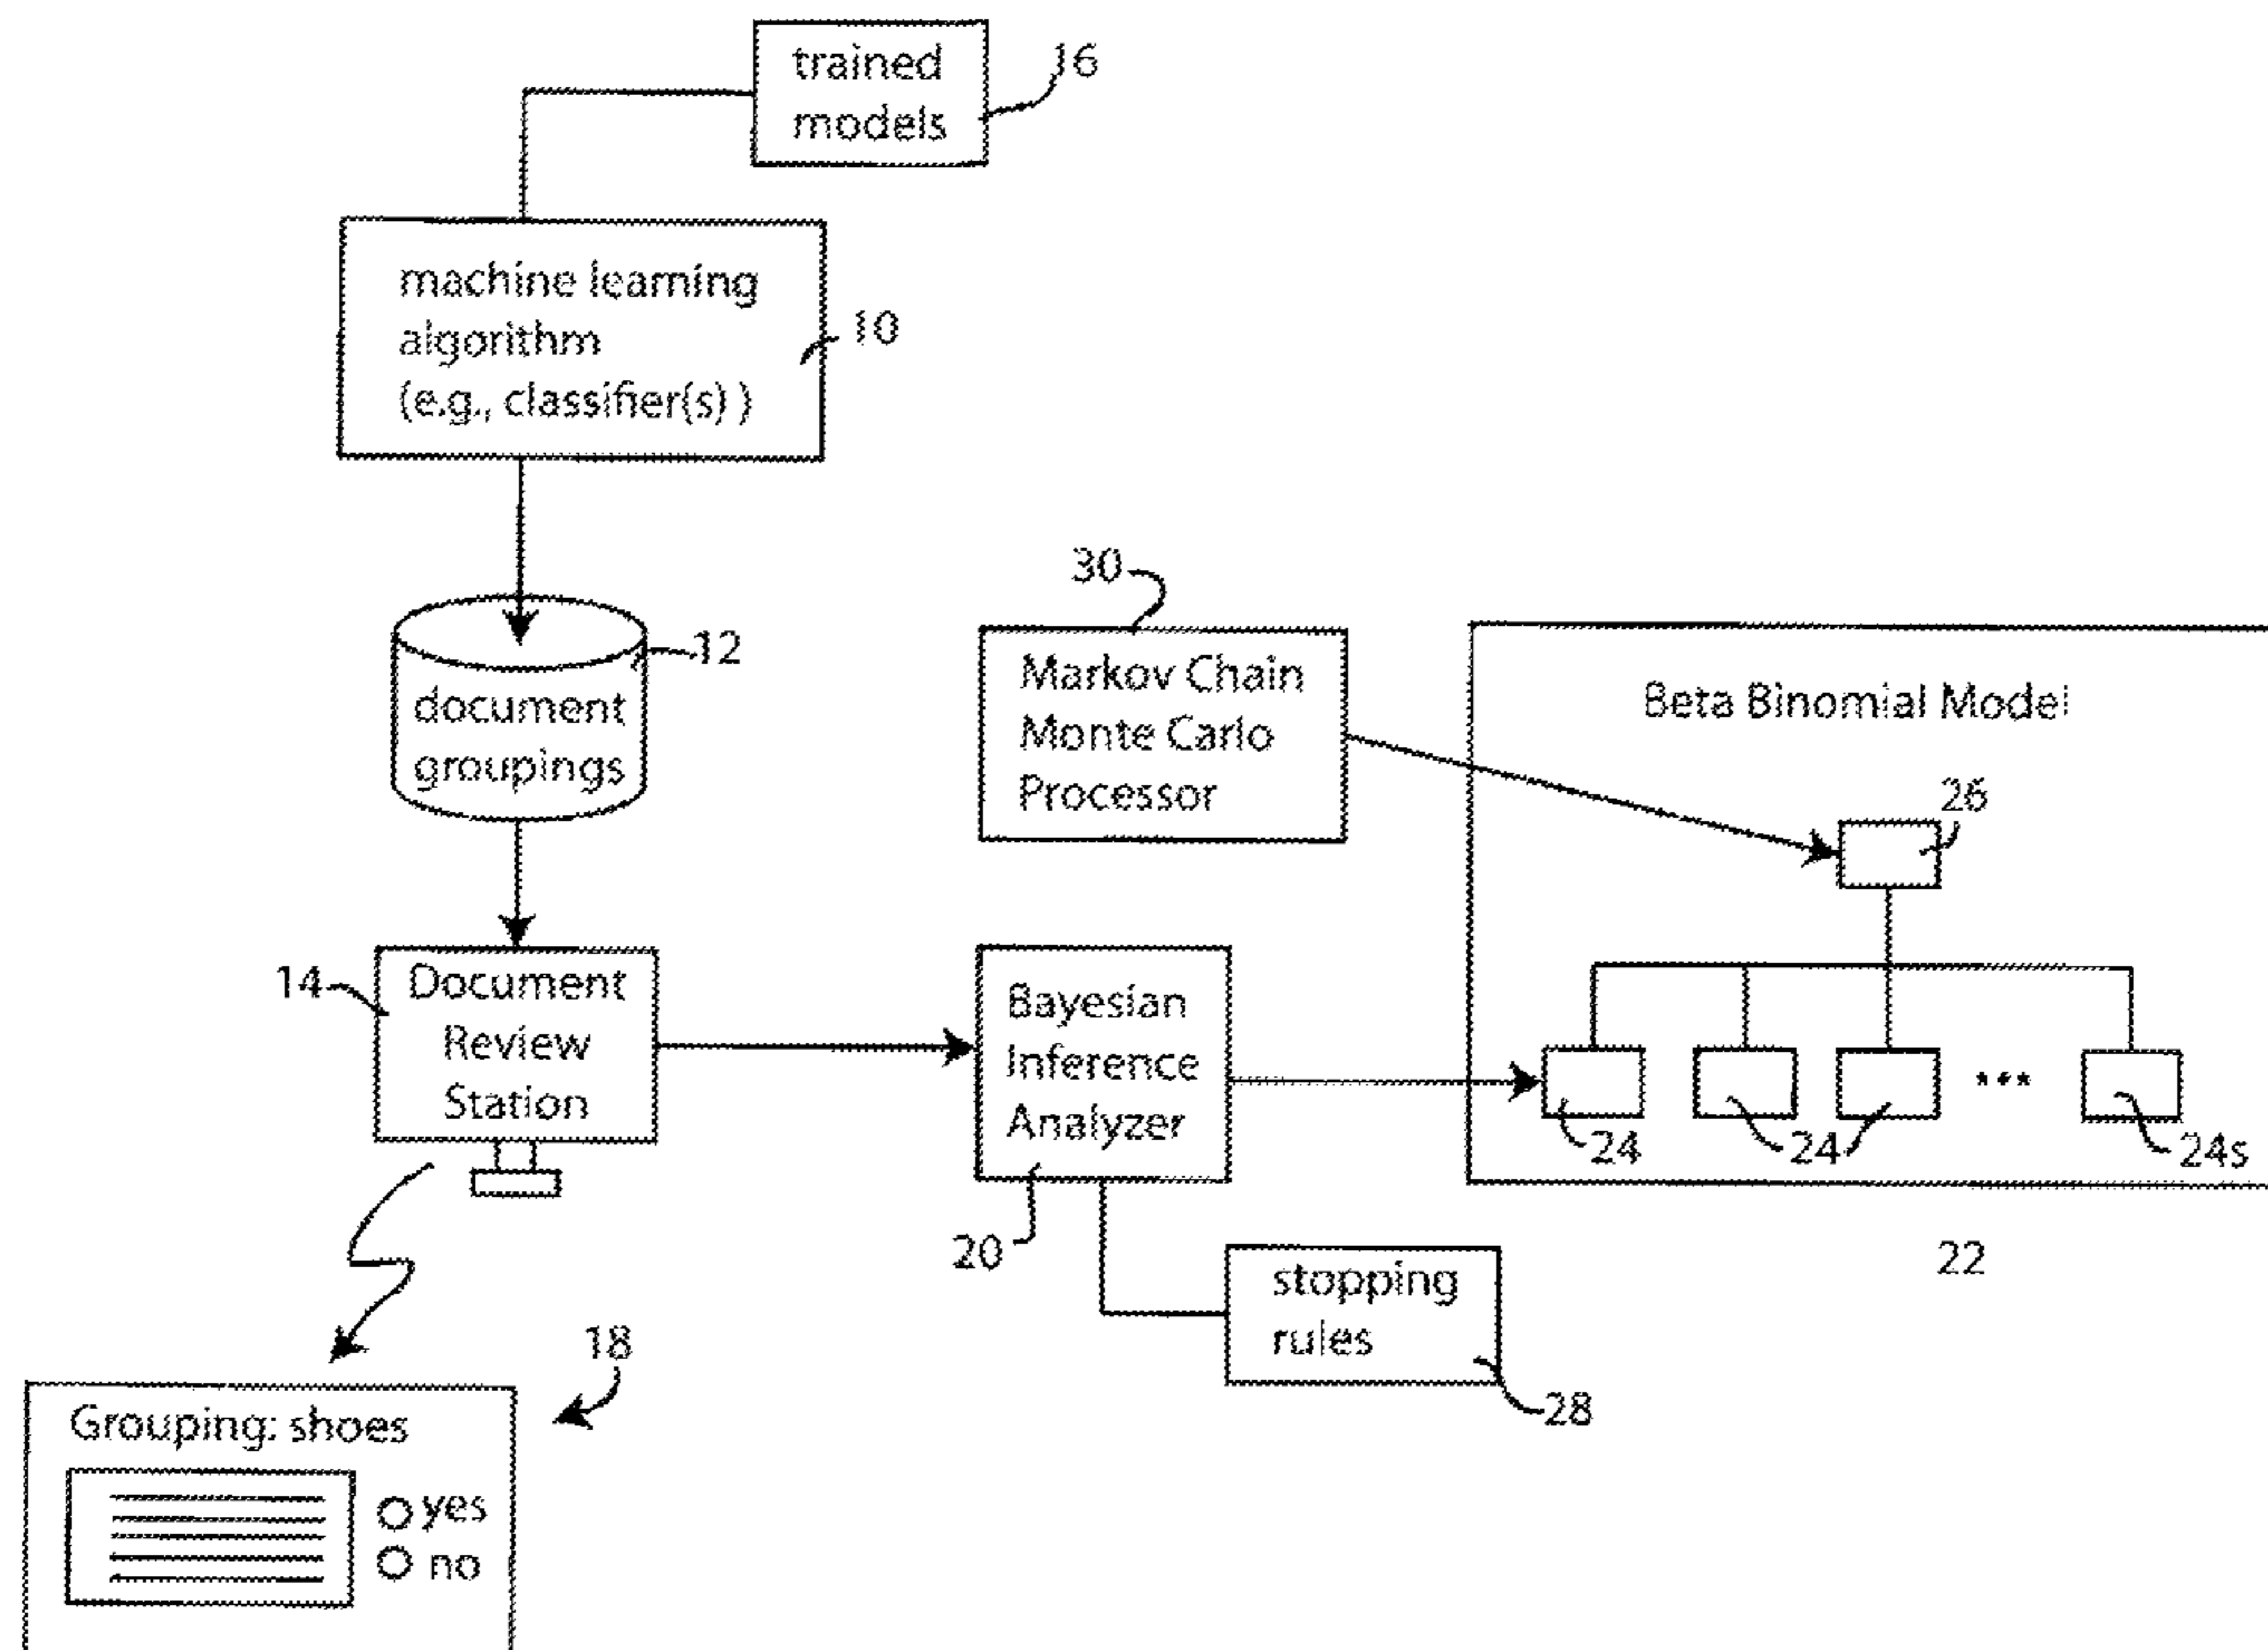 trained
models
16
machine learning
algorithm
(e.g., classifier(s) )
10
12
document
groupings
30
Markov Chain
Monte Carlo
Processor
Beta Binomial Model
26
14
Document
Review
Station
Bayesian
Inference
Analyzer
24
24
24s
20
22
stopping
rules
28
18
Grouping: shoes
yes
no